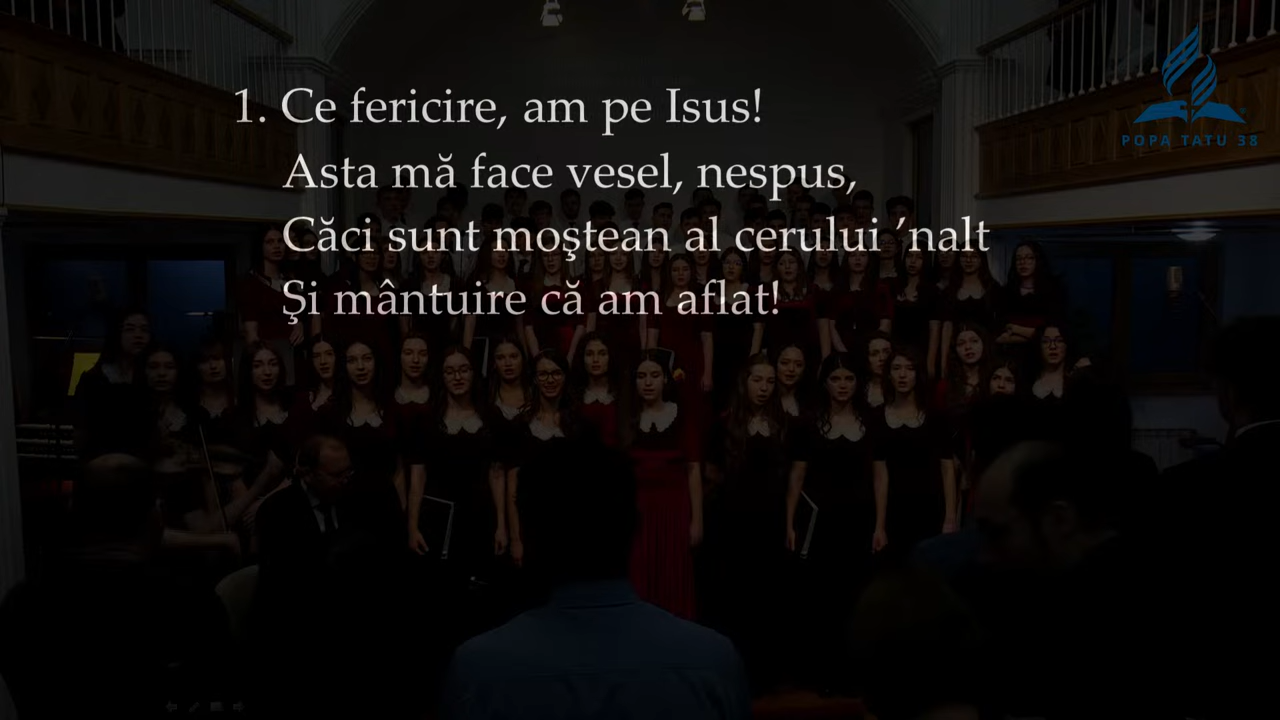 1. Ce fericire, am pe Isus!
Asta mă face vesel, nespus,
Căci sunt moştean al cerului ’nalt
Şi mântuire că am aflat!
POPA TATU 38